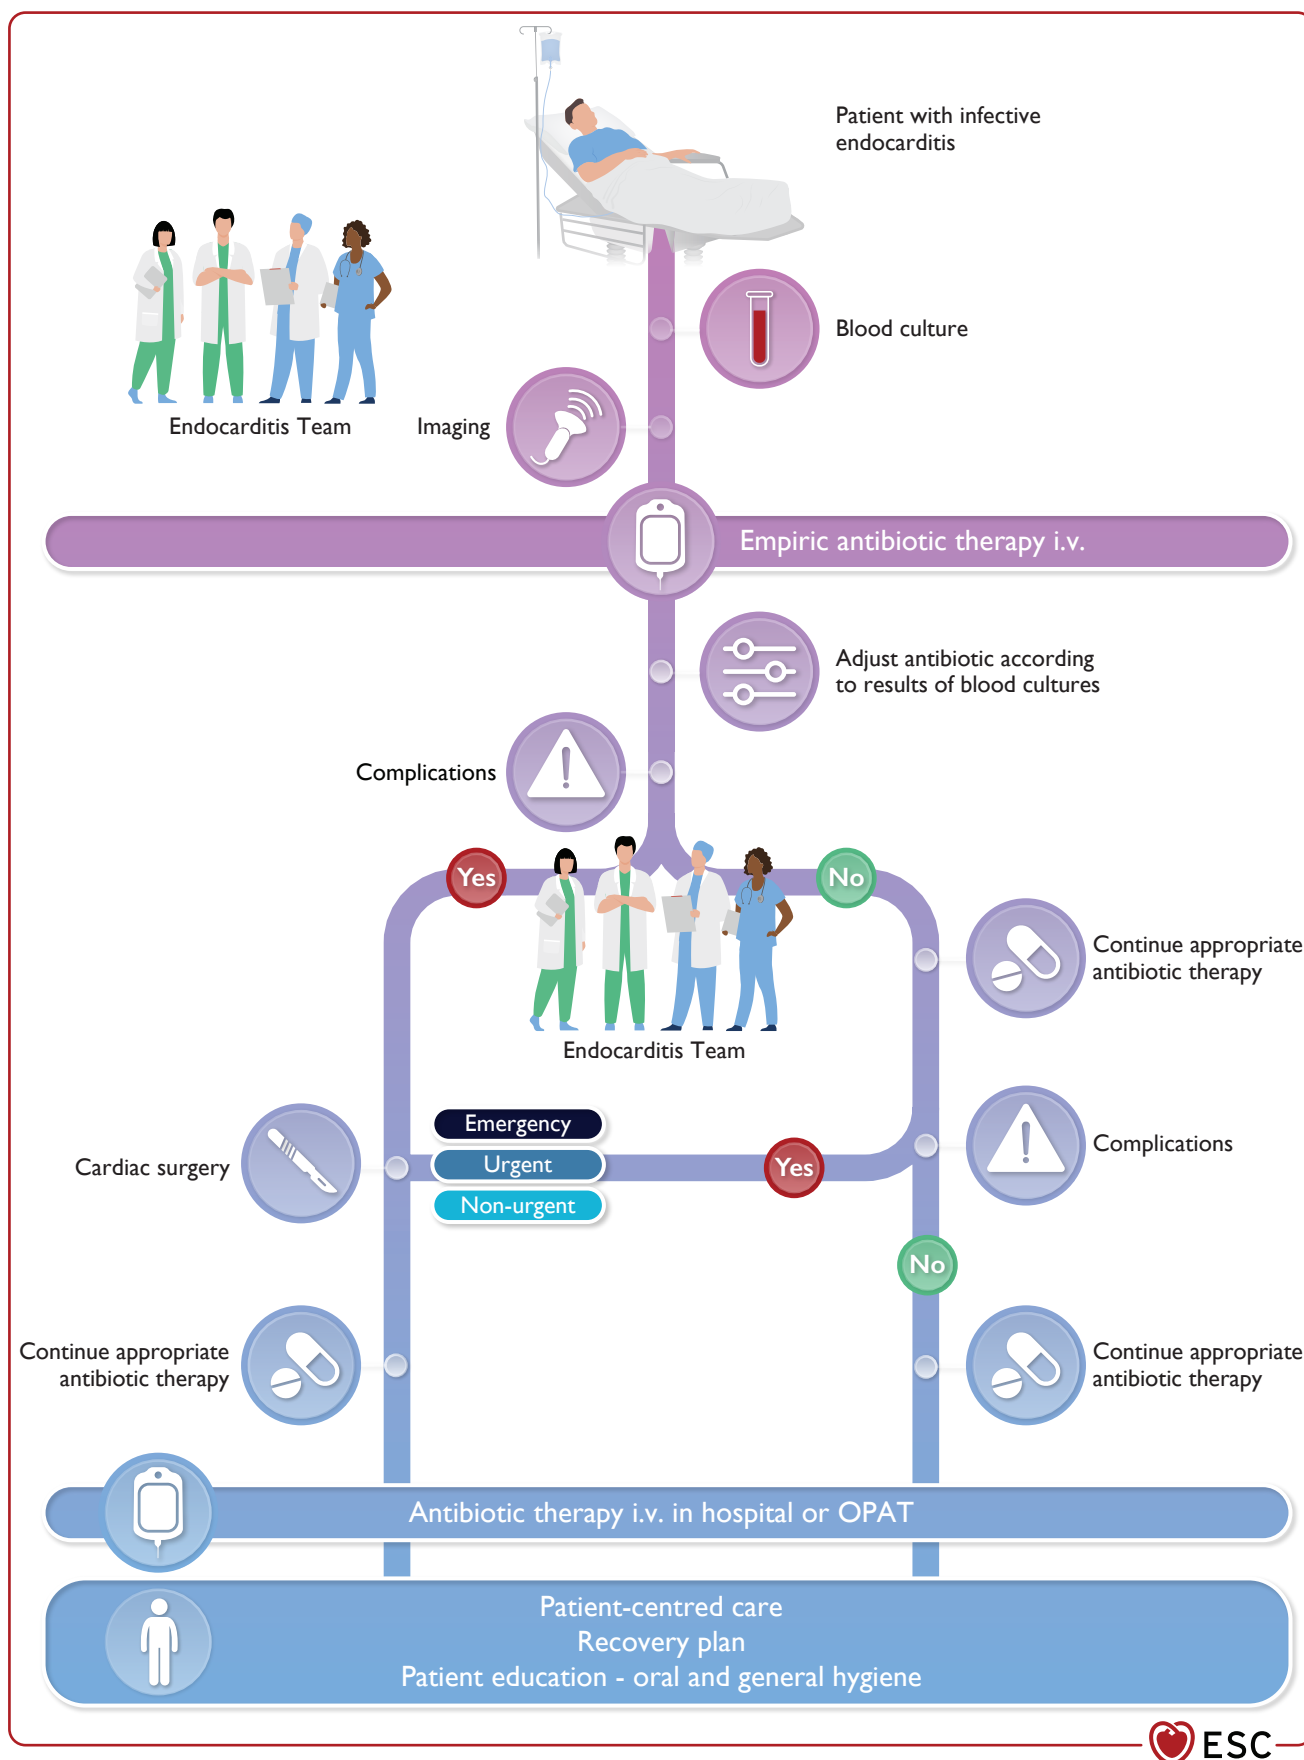 Patient with infective
endocarditis
Blood culture
Endocarditis Team
Imaging
Empiric antibiotic therapy i.v.
Adjust antibiotic according
to results of blood cultures
Complications
Yes
No
Continue appropriate
antibiotic therapy
Endocarditis Team
Emergency
Urgent
Non-urgent
Cardiac surgery
Yes
Complications
No
Continue appropriate
antibiotic therapy
Continue appropriate
antibiotic therapy
Antibiotic therapy i.v. in hospital or OPAT
Patient-centred care
Recovery plan
Patient education - oral and general hygiene
ESC